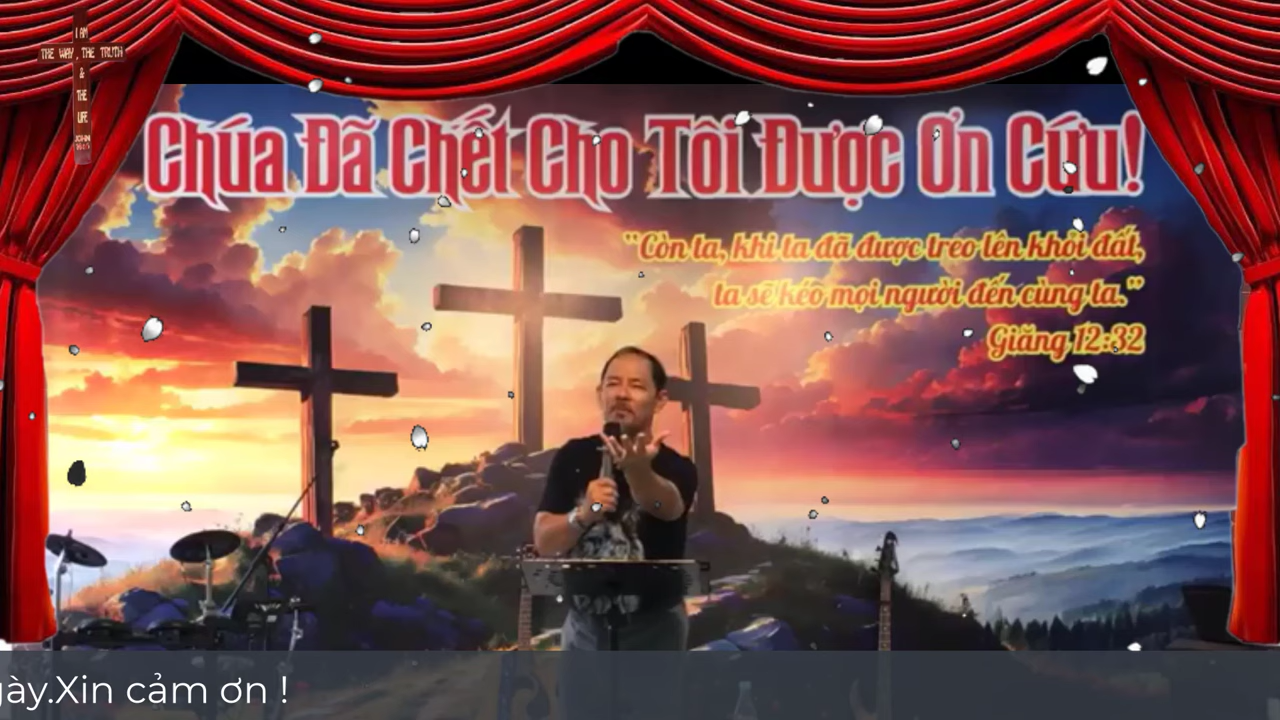 I AM
THE WAY, THE TRUTH
&
THE
LIFE
Chúa Đã Chết Cho Tôi Được Ơn Cứu!
"Còn ta, khi ta đã được treo lên khỏi đất,
ta sẽ kéo mọi người đến cùng ta."
Giăng 12:32
gày.Xin cảm ơn !